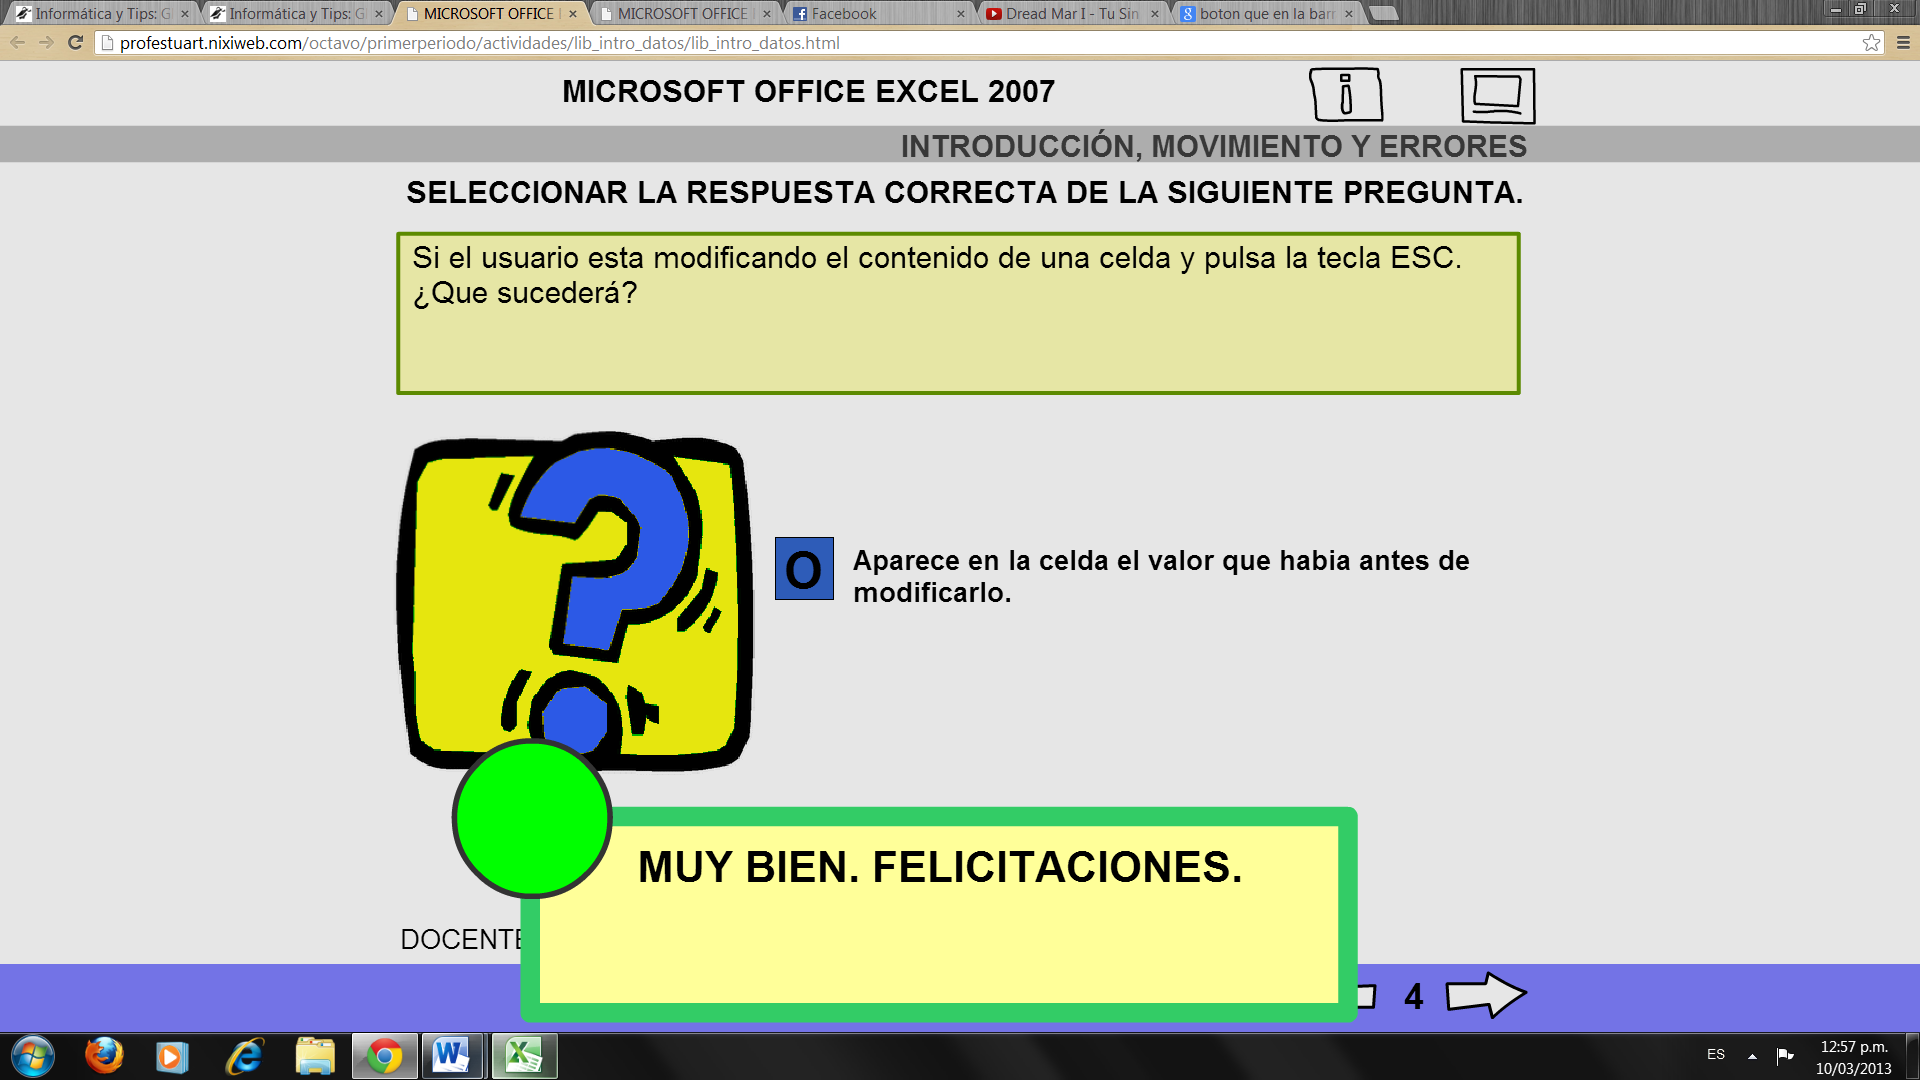 Informática y Tips: G
Informática y Tips: G
MICROSOFT OFFICE
MICROSOFT OFFICE
Facebook
Dread Mar I - Tu Sin
boton que en la barr
profestuart.nixiweb.com/octavo/primerperiodo/actividades/lib_intro_datos/lib_intro_datos.html
MICROSOFT OFFICE EXCEL 2007
INTRODUCCIÓN, MOVIMIENTO Y ERRORES
SELECCIONAR LA RESPUESTA CORRECTA DE LA SIGUIENTE PREGUNTA.
Si el usuario esta modificando el contenido de una celda y pulsa la tecla ESC.
¿Que sucederá?
O
Aparece en la celda el valor que habia antes de
modificarlo.
MUY BIEN. FELICITACIONES.
DOCENTE
4
ES
12:57 p.m.
10/03/2013